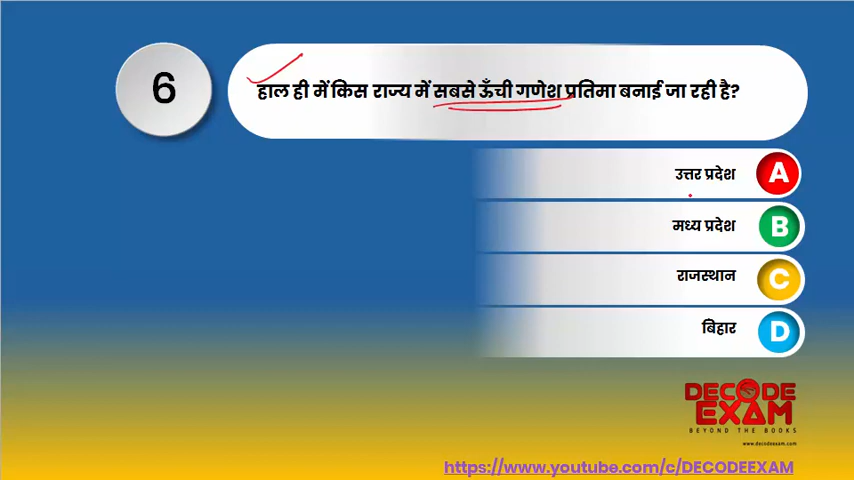 6
हाल ही में किस राज्य में सबसे ऊँची गणेश प्रतिमा बनाई जा रही है?
उत्तर प्रदेश A
मध्य प्रदेश B
राजस्थान C
बिहार D
DECODE
EXAM
BEYOND THE BOOKS
www.decodeexam.com
https://www.youtube.com/c/DECODEEXAM